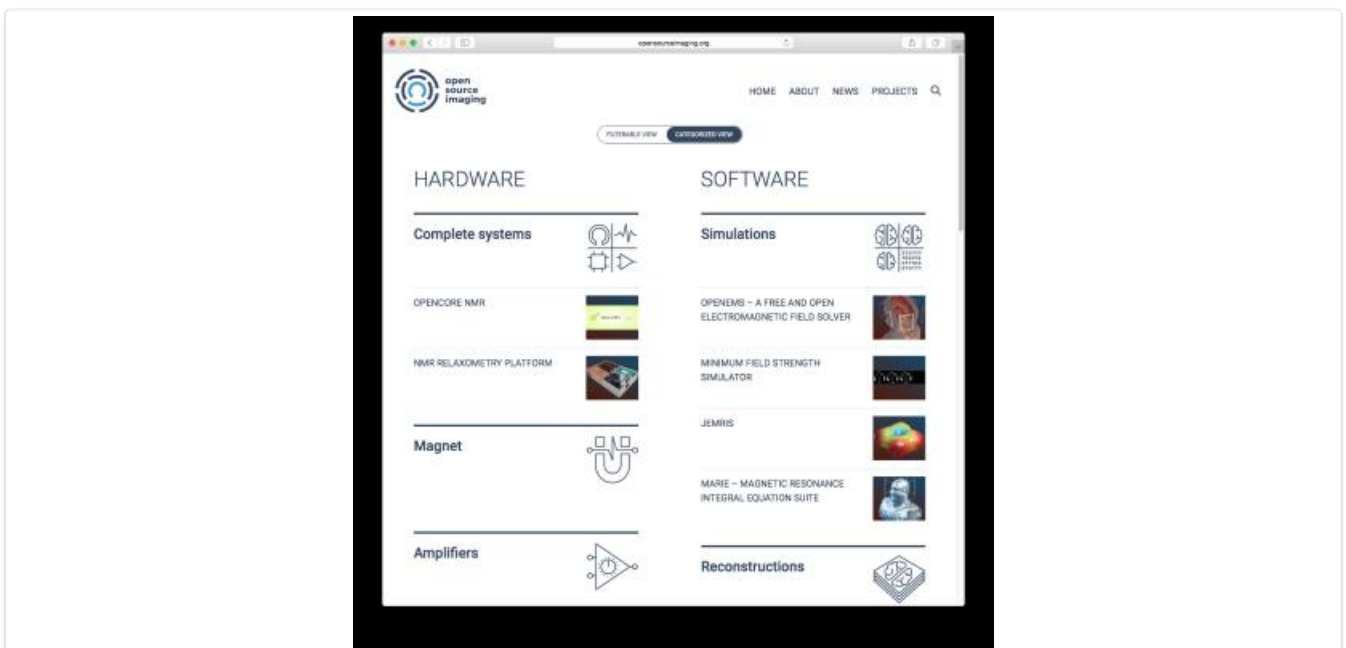 opensourceimaging.org
open
source
imaging
HOME ABOUT NEWS PROJECTS
FILTERABLE VIEW
CATEGORIZED VIEW
HARDWARE
Complete systems
OPENCORE NMR
NMR RELAXOMETRY PLATFORM
Magnet
Amplifiers
SOFTWARE
Simulations
OPENEMS – A FREE AND OPEN
ELECTROMAGNETIC FIELD SOLVER
MINIMUM FIELD STRENGTH
SIMULATOR
JEMRIS
MARIE – MAGNETIC RESONANCE
INTEGRAL EQUATION SUITE
Reconstructions